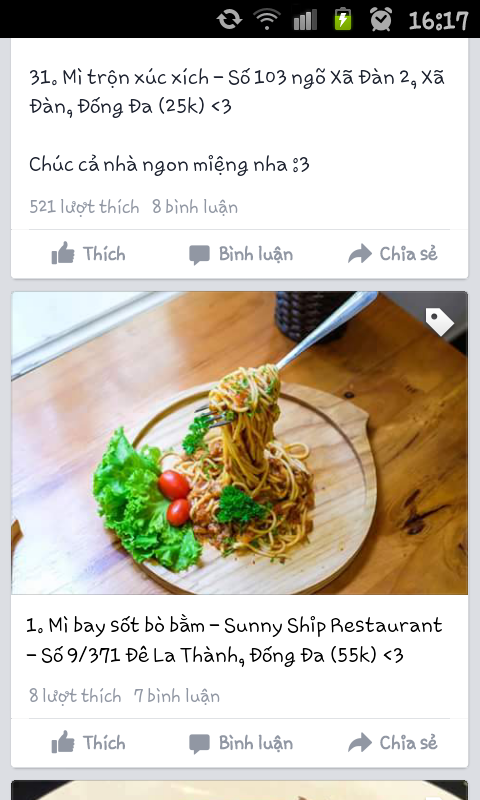 16:17
31. Mì trộn xúc xích – Số 103 ngõ Xã Đàn 2, Xã
Đàn, Đống Đa (25k) <3
Chúc cả nhà ngon miệng nha :3
521 lượt thích 8 bình luận
Thích Bình luận Chia sẻ
1. Mì bay sốt bò bằm – Sunny Ship Restaurant
– Số 9/371 Đê La Thành, Đống Đa (55k) <3
8 lượt thích 7 bình luận
Thích Bình luận Chia sẻ